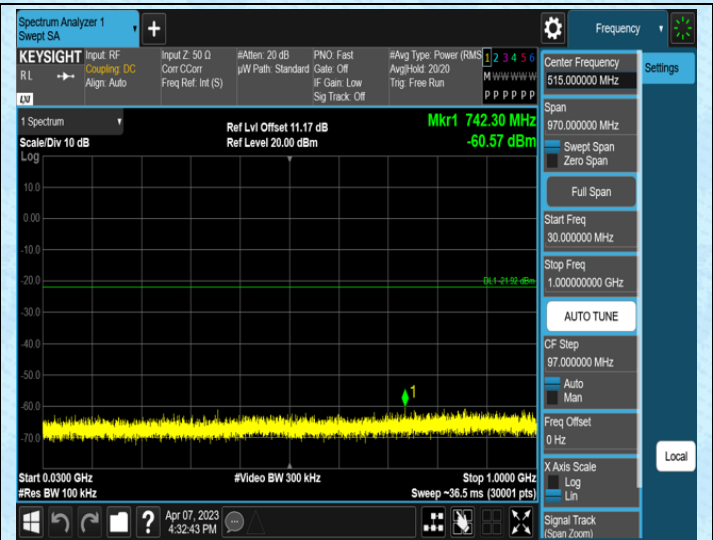 Spectrum Analyzer 1
Swept SA
+
Frequency
KEYSIGHT
RL
LXI
Input: RF
Coupling: DC
Align: Auto
Input Z: 50 Ω
Corr CCorr
Freq Ref: Int (S)
#Atten: 20 dB
µW Path: Standard
PNO: Fast
Gate: Off
IF Gain: Low
Sig Track: Off
#Avg Type: Power (RMS
Avg|Hold: 20/20
Trig: Free Run
1 2 3 4 5 6
M W W W W W
P P P P P P
1 Spectrum
Scale/Div 10 dB
Log
Ref Lvl Offset 11.17 dB
Ref Level 20.00 dBm
Mkr1 742.30 MHz
-60.57 dBm
10.0
0.00
-10.0
-20.0
-30.0
-40.0
-50.0
-60.0
-70.0
DL1 -21.92 dBm
1
Start 0.0300 GHz
#Res BW 100 kHz
#Video BW 300 kHz
Stop 1.0000 GHz
Sweep ~36.5 ms (30001 pts)
?
Apr 07, 2023
4:32:43 PM
Center Frequency
515.000000 MHz
Settings
Span
970.000000 MHz
Swept Span
Zero Span
Full Span
Start Freq
30.000000 MHz
Stop Freq
1.000000000 GHz
AUTO TUNE
CF Step
97.000000 MHz
Auto
Man
Freq Offset
0 Hz
Local
X Axis Scale
Log
Lin
Signal Track
(Span Zoom)